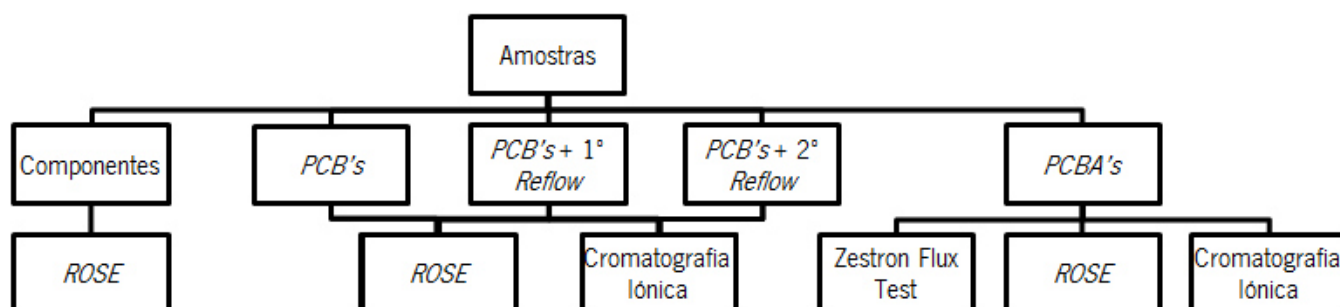 Amostras
Componentes
PCB's
PCB's + 1°
Reflow
PCB's + 2°
Reflow
PCBA's
ROSE
ROSE
Cromatografia
Iónica
Zestron Flux
Test
ROSE
Cromatografia
Iónica